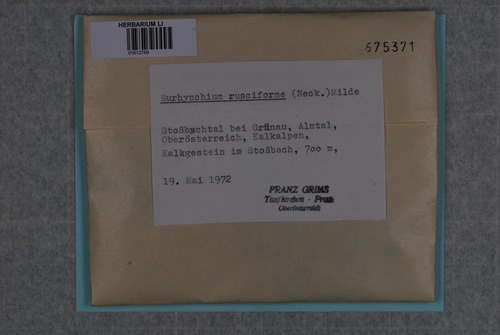 HERBARIUM LI
675371
Eurhynchium rusciforme (Neck.)Milde
Stoßbachtal bei Grünau, Almtal,
Oberösterreich, Kalkalpen,
Kalkgestein im Stoßbach, 700 m,
19. Mai 1972
FRANZ GRIMS
Taufkirchen - Pram
Oberösterreich